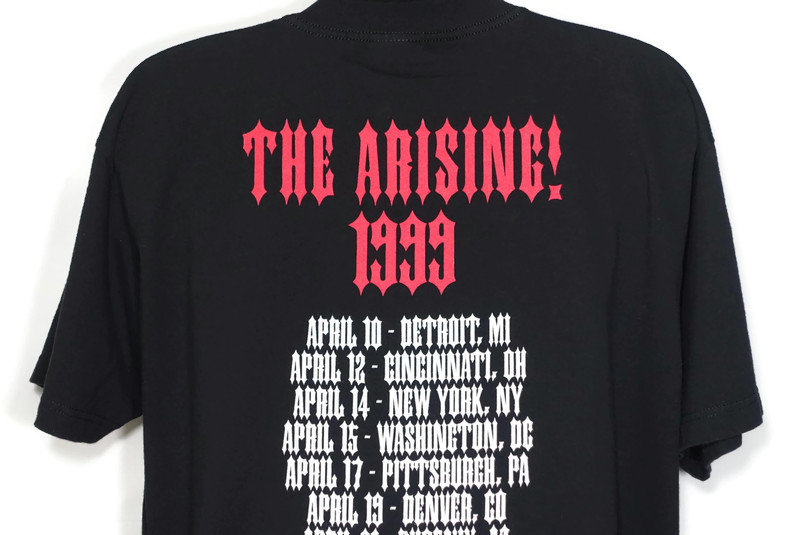 THE ARISING!
1999
APRIL 10 - DETROIT, MI
APRIL 12 - CINCINNATI, OH
APRIL 14 - NEW YORK, NY
APRIL 15 - WASHINGTON, DC
APRIL 17 - PITTSBURGH, PA
APRIL 19 - DENVER, CO